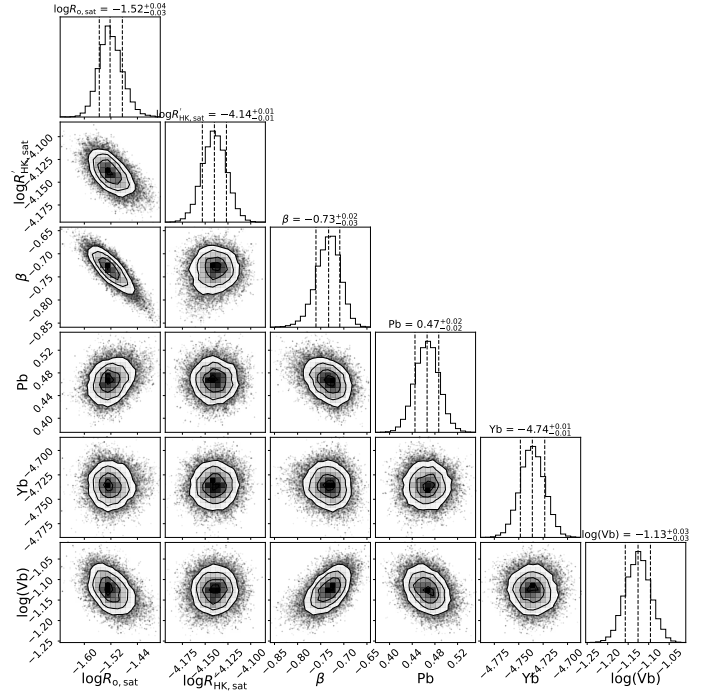 logR_o,sat = −1.52 +0.04 −0.03
logR′_HK,sat = −4.14 +0.01 −0.01
−4.100
−4.125
−4.150
−4.175
logR′_HK,sat
β = −0.73 +0.02 −0.03
−0.65
−0.70
−0.75
−0.80
−0.85
β
Pb = 0.47 +0.02 −0.02
0.52
0.48
0.44
0.40
Pb
Yb = −4.74 +0.01 −0.01
−4.700
−4.725
−4.750
−4.775
Yb
log(Vb) = −1.13 +0.03 −0.03
−1.05
−1.10
−1.15
−1.20
−1.25
log(Vb)
−1.60 −1.52 −1.44 −4.175 −4.150 −4.125 −4.100 −0.85 −0.80 −0.75 −0.70 −0.65 0.40 0.44 0.48 0.52 −4.775 −4.750 −4.725 −4.700 −1.25 −1.20 −1.15 −1.10 −1.05
logR_o,sat logR′_HK,sat β Pb Yb log(Vb)